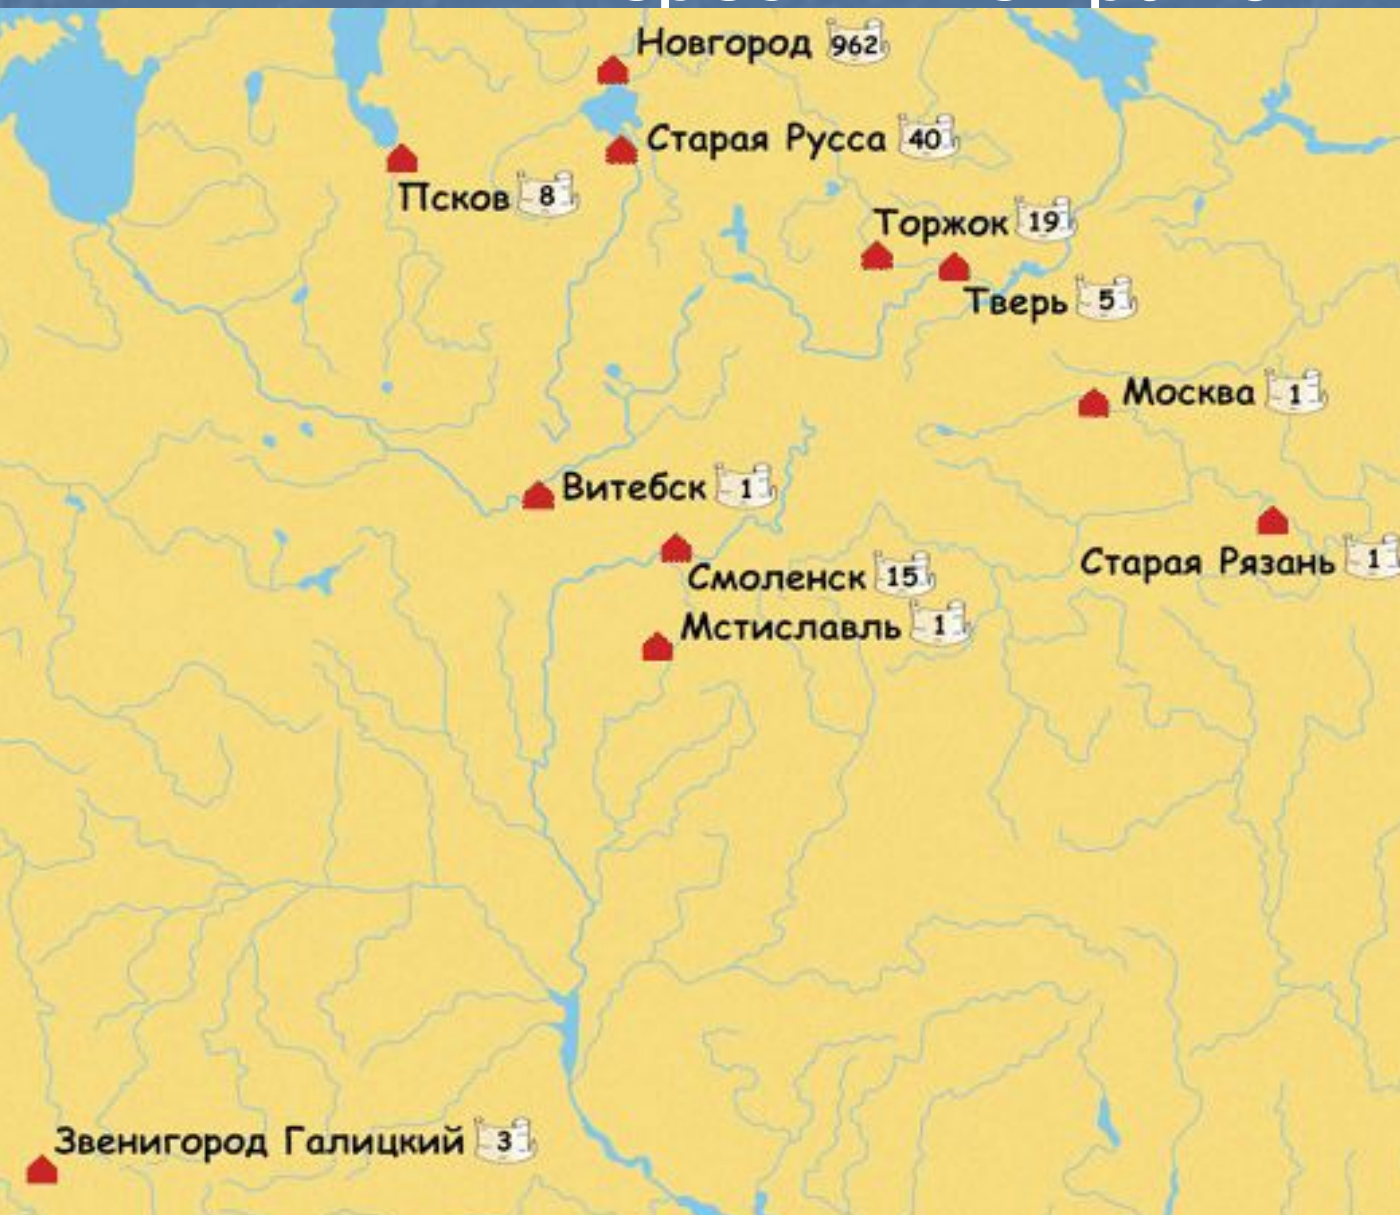 Новгород 962
Старая Русса 40
Псков 8
Торжок 19
Тверь 5
Москва 1
Витебск 1
Старая Рязань 1
Смоленск 15
Мстиславль 1
Звенигород Галицкий 3